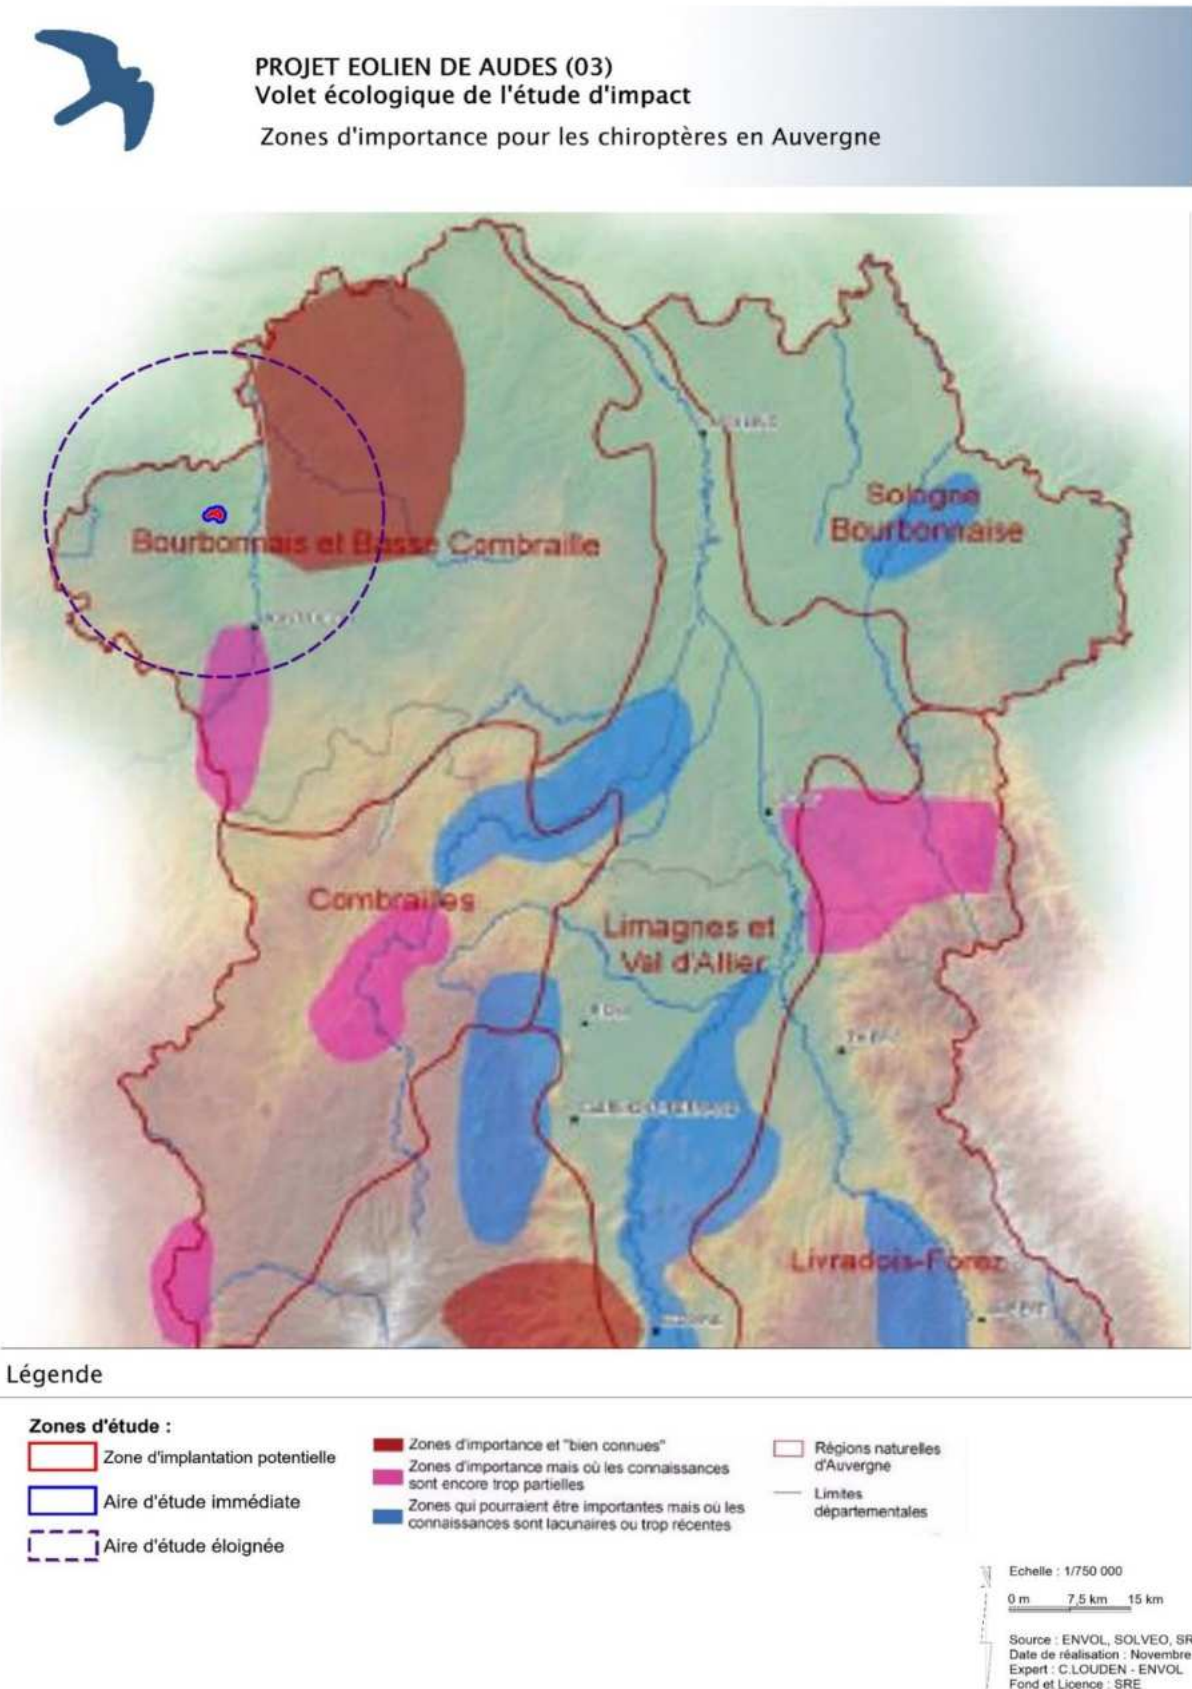 PROJET EOLIEN DE AUDES (03)
Volet écologique de l'étude d'impact
Zones d'importance pour les chiroptères en Auvergne
Sologne
Bourbonnaise
Bourbonnais et Basse Combraille
Combrailles
Limagnes et
Val d'Allier
Livradois-Forez
Légende
Zones d'étude :
Zone d'implantation potentielle
Aire d'étude immédiate
Aire d'étude éloignée
Zones d'importance et "bien connues"
Zones d'importance mais où les connaissances
sont encore trop partielles
Zones qui pourraient être importantes mais où les
connaissances sont lacunaires ou trop récentes
Régions naturelles
d'Auvergne
Limites
départementales
Echelle : 1/750 000
0 m 7,5 km 15 km
Source : ENVOL, SOLVEO, SR
Date de réalisation : Novembre
Expert : C.LOUDEN - ENVOL
Fond et Licence : SRE